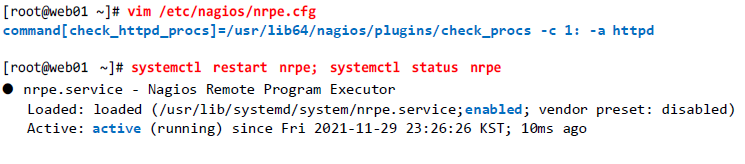 [root@web01 ~]# vim /etc/nagios/nrpe.cfg
command[check_httpd_procs]=/usr/lib64/nagios/plugins/check_procs -c 1: -a httpd
[root@web01 ~]# systemctl restart nrpe; systemctl status nrpe
● nrpe.service - Nagios Remote Program Executor
Loaded: loaded (/usr/lib/systemd/system/nrpe.service;enabled; vendor preset: disabled)
Active: active (running) since Fri 2021-11-29 23:26:26 KST; 10ms ago